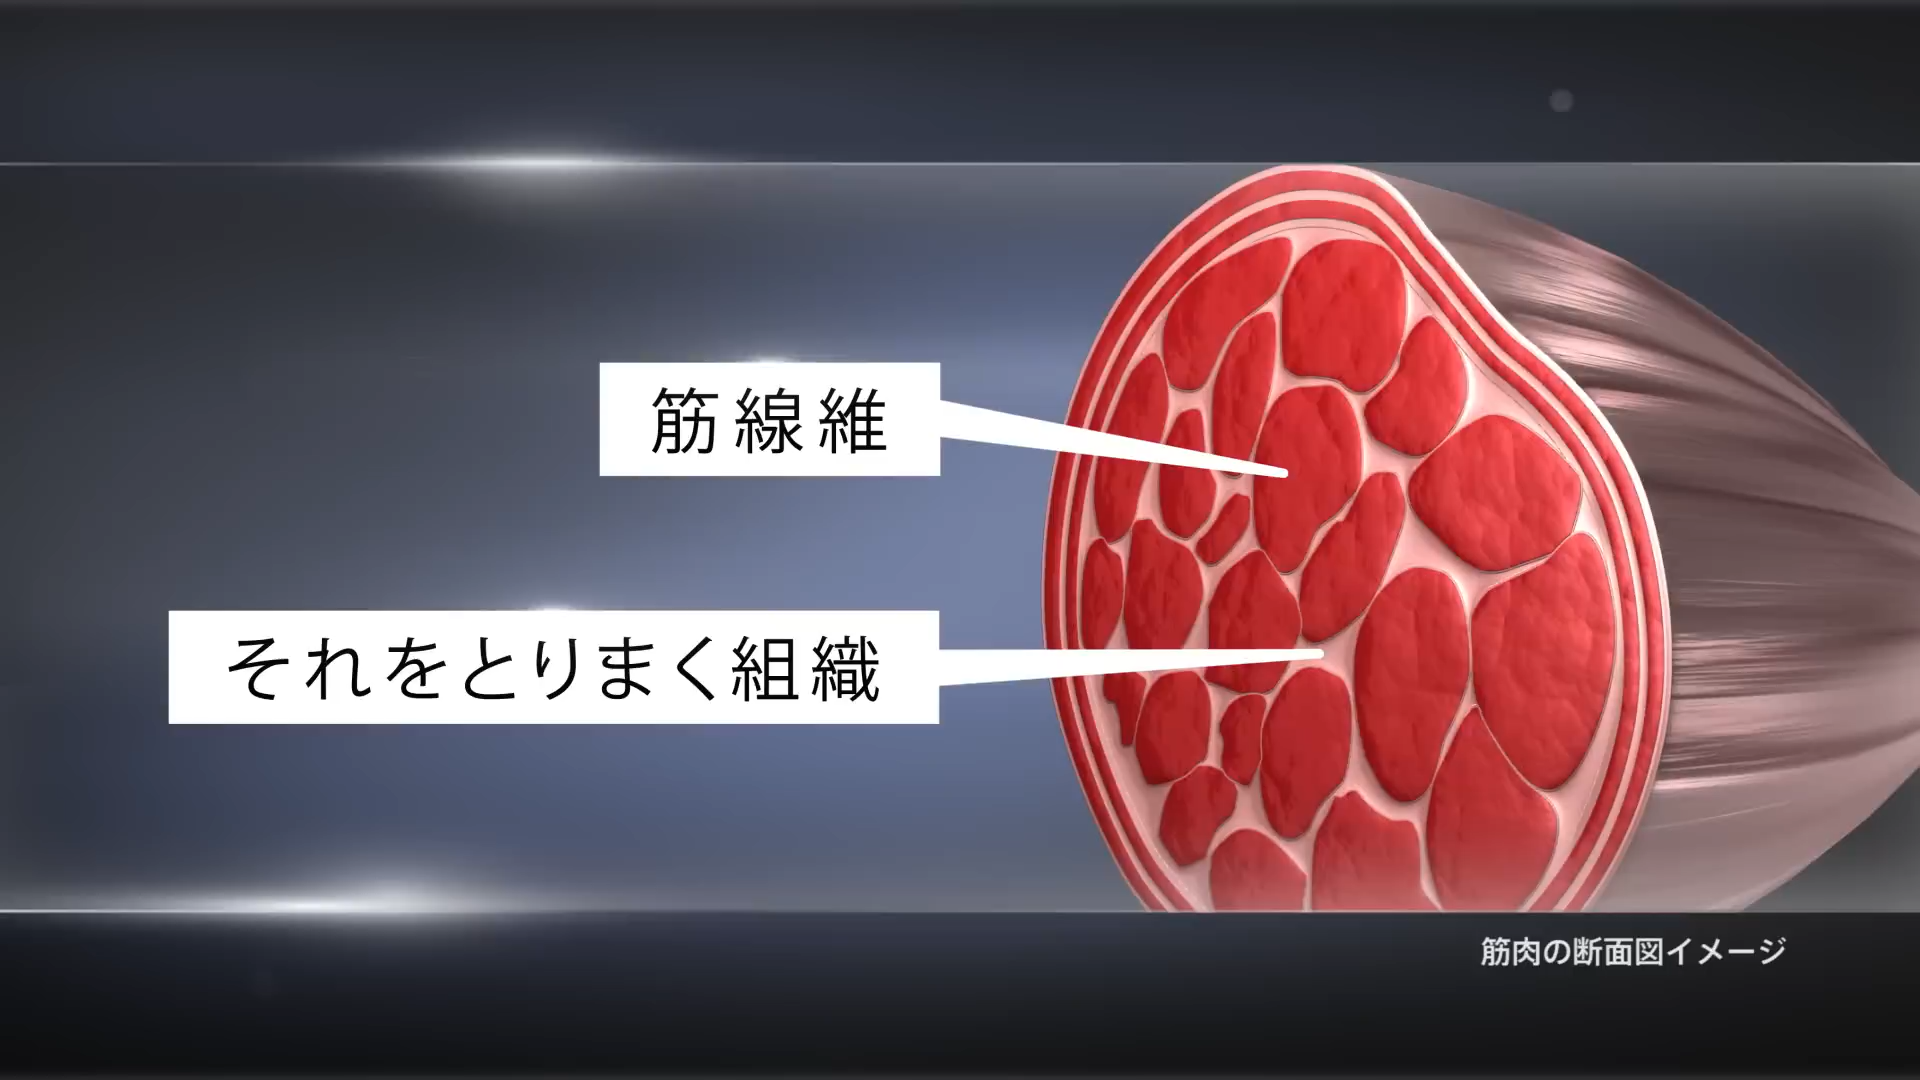 筋線維
それをとりまく組織
筋肉の断面図イメージ